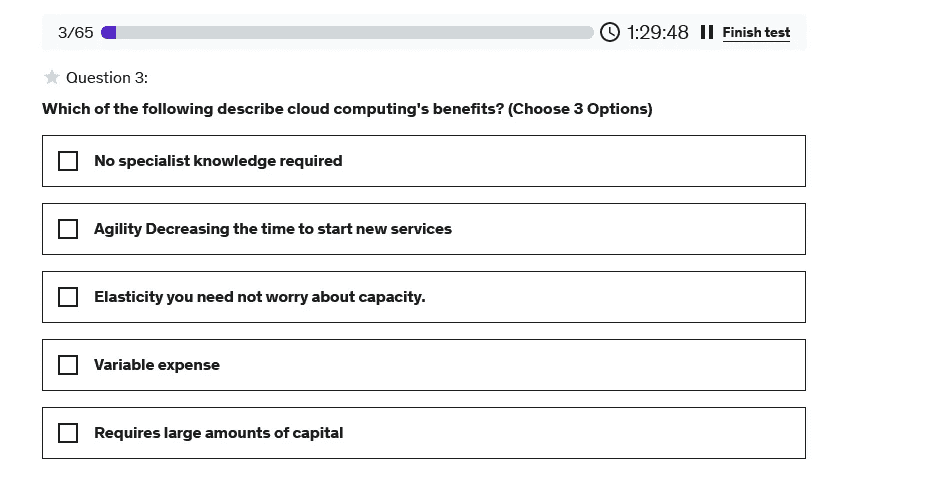 3/65 1:29:48 Finish test
Question 3:
Which of the following describe cloud computing's benefits? (Choose 3 Options)
No specialist knowledge required
Agility Decreasing the time to start new services
Elasticity you need not worry about capacity.
Variable expense
Requires large amounts of capital